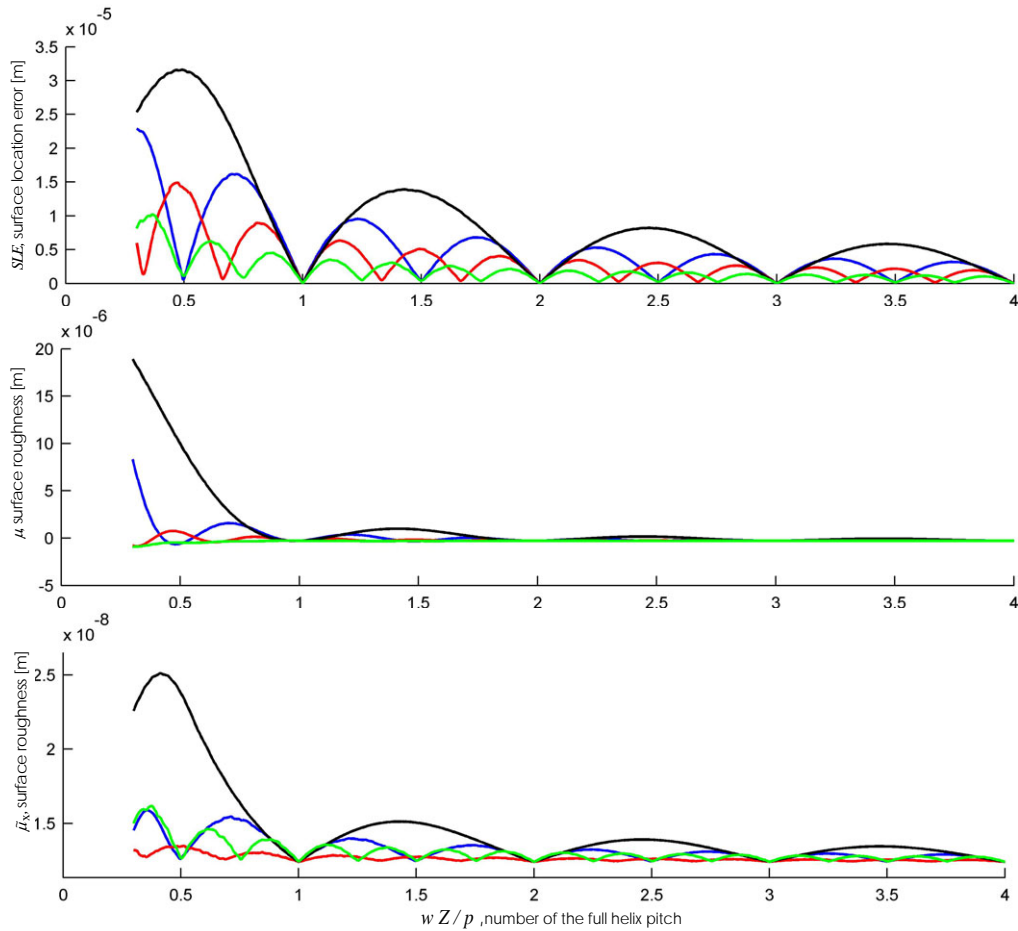 x 10 -5
SLE, surface location error [m]
3.5
3
2.5
2
1.5
1
0.5
0
0 0.5 1 1.5 2 2.5 3 3.5 4
x 10 -6
μ surface roughness [m]
20
15
10
5
0
-5
0 0.5 1 1.5 2 2.5 3 3.5 4
x 10 -8
μ̃x, surface roughness [m]
2.5
2
1.5
0 0.5 1 1.5 2 2.5 3 3.5 4
w Z/p ,number of the full helix pitch